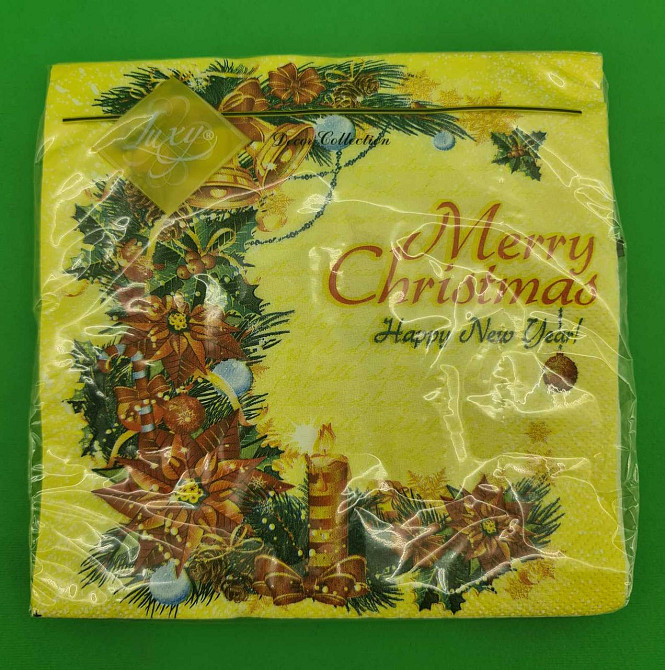 Luxy®
Decor Collection
Merry
Christmas
Happy New Year!